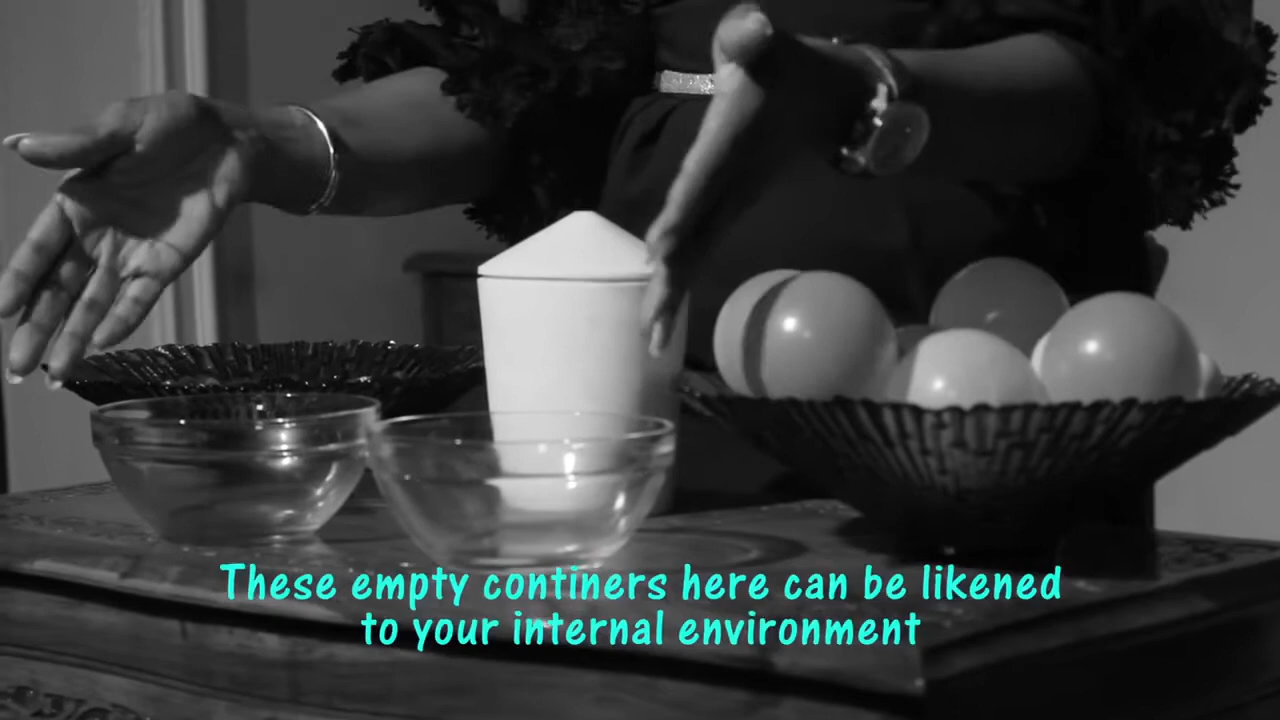 These empty continers here can be likened
to your internal environment